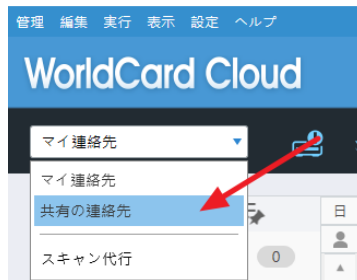 管理 編集 実行 表示 設定 ヘルプ
WorldCard Cloud
マイ連絡先
マイ連絡先
共有の連絡先
スキャン代行
0
日